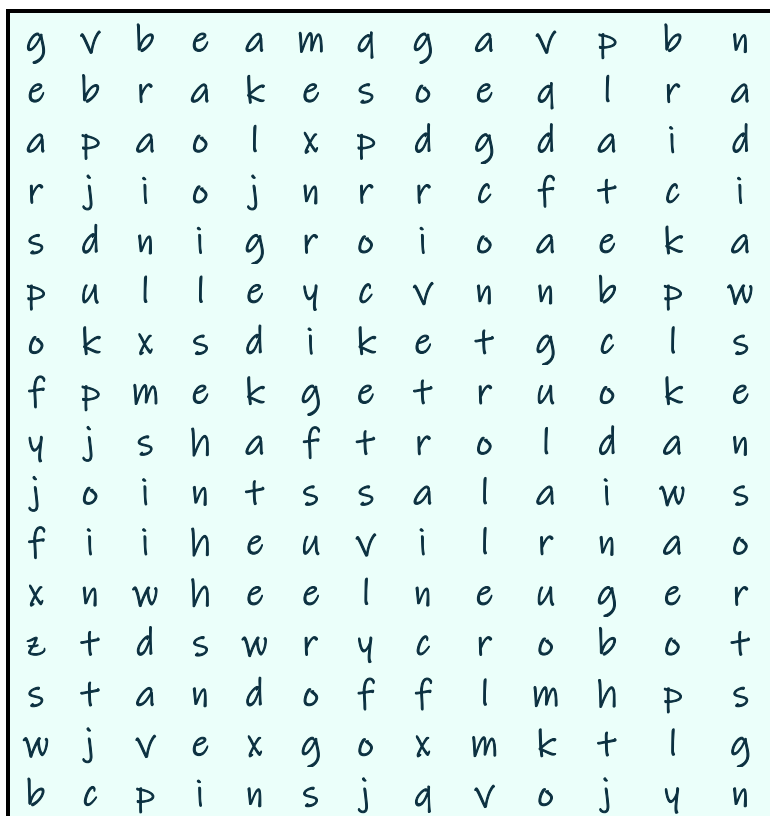 g v b e a m q g a v p b n
e b r a k e s o e q l r a
a p a o l x p d g d a i d
r j i o j n r r c f t c i
s d n i g r o i o a e k a
p u l l e y c v n n b p w
o k x s d i k e t g c l s
f p m e k g e t r u o k e
y j s h a f t r o l d a n
j o i n t s s a l a i w s
f i i h e u v i l r n a o
x n w h e e l n e u g e r
z t d s w r y c r o b o t
s t a n d o f f l m h p s
w j v e x g o x m k t l g
b c p i n s j q v o j y n